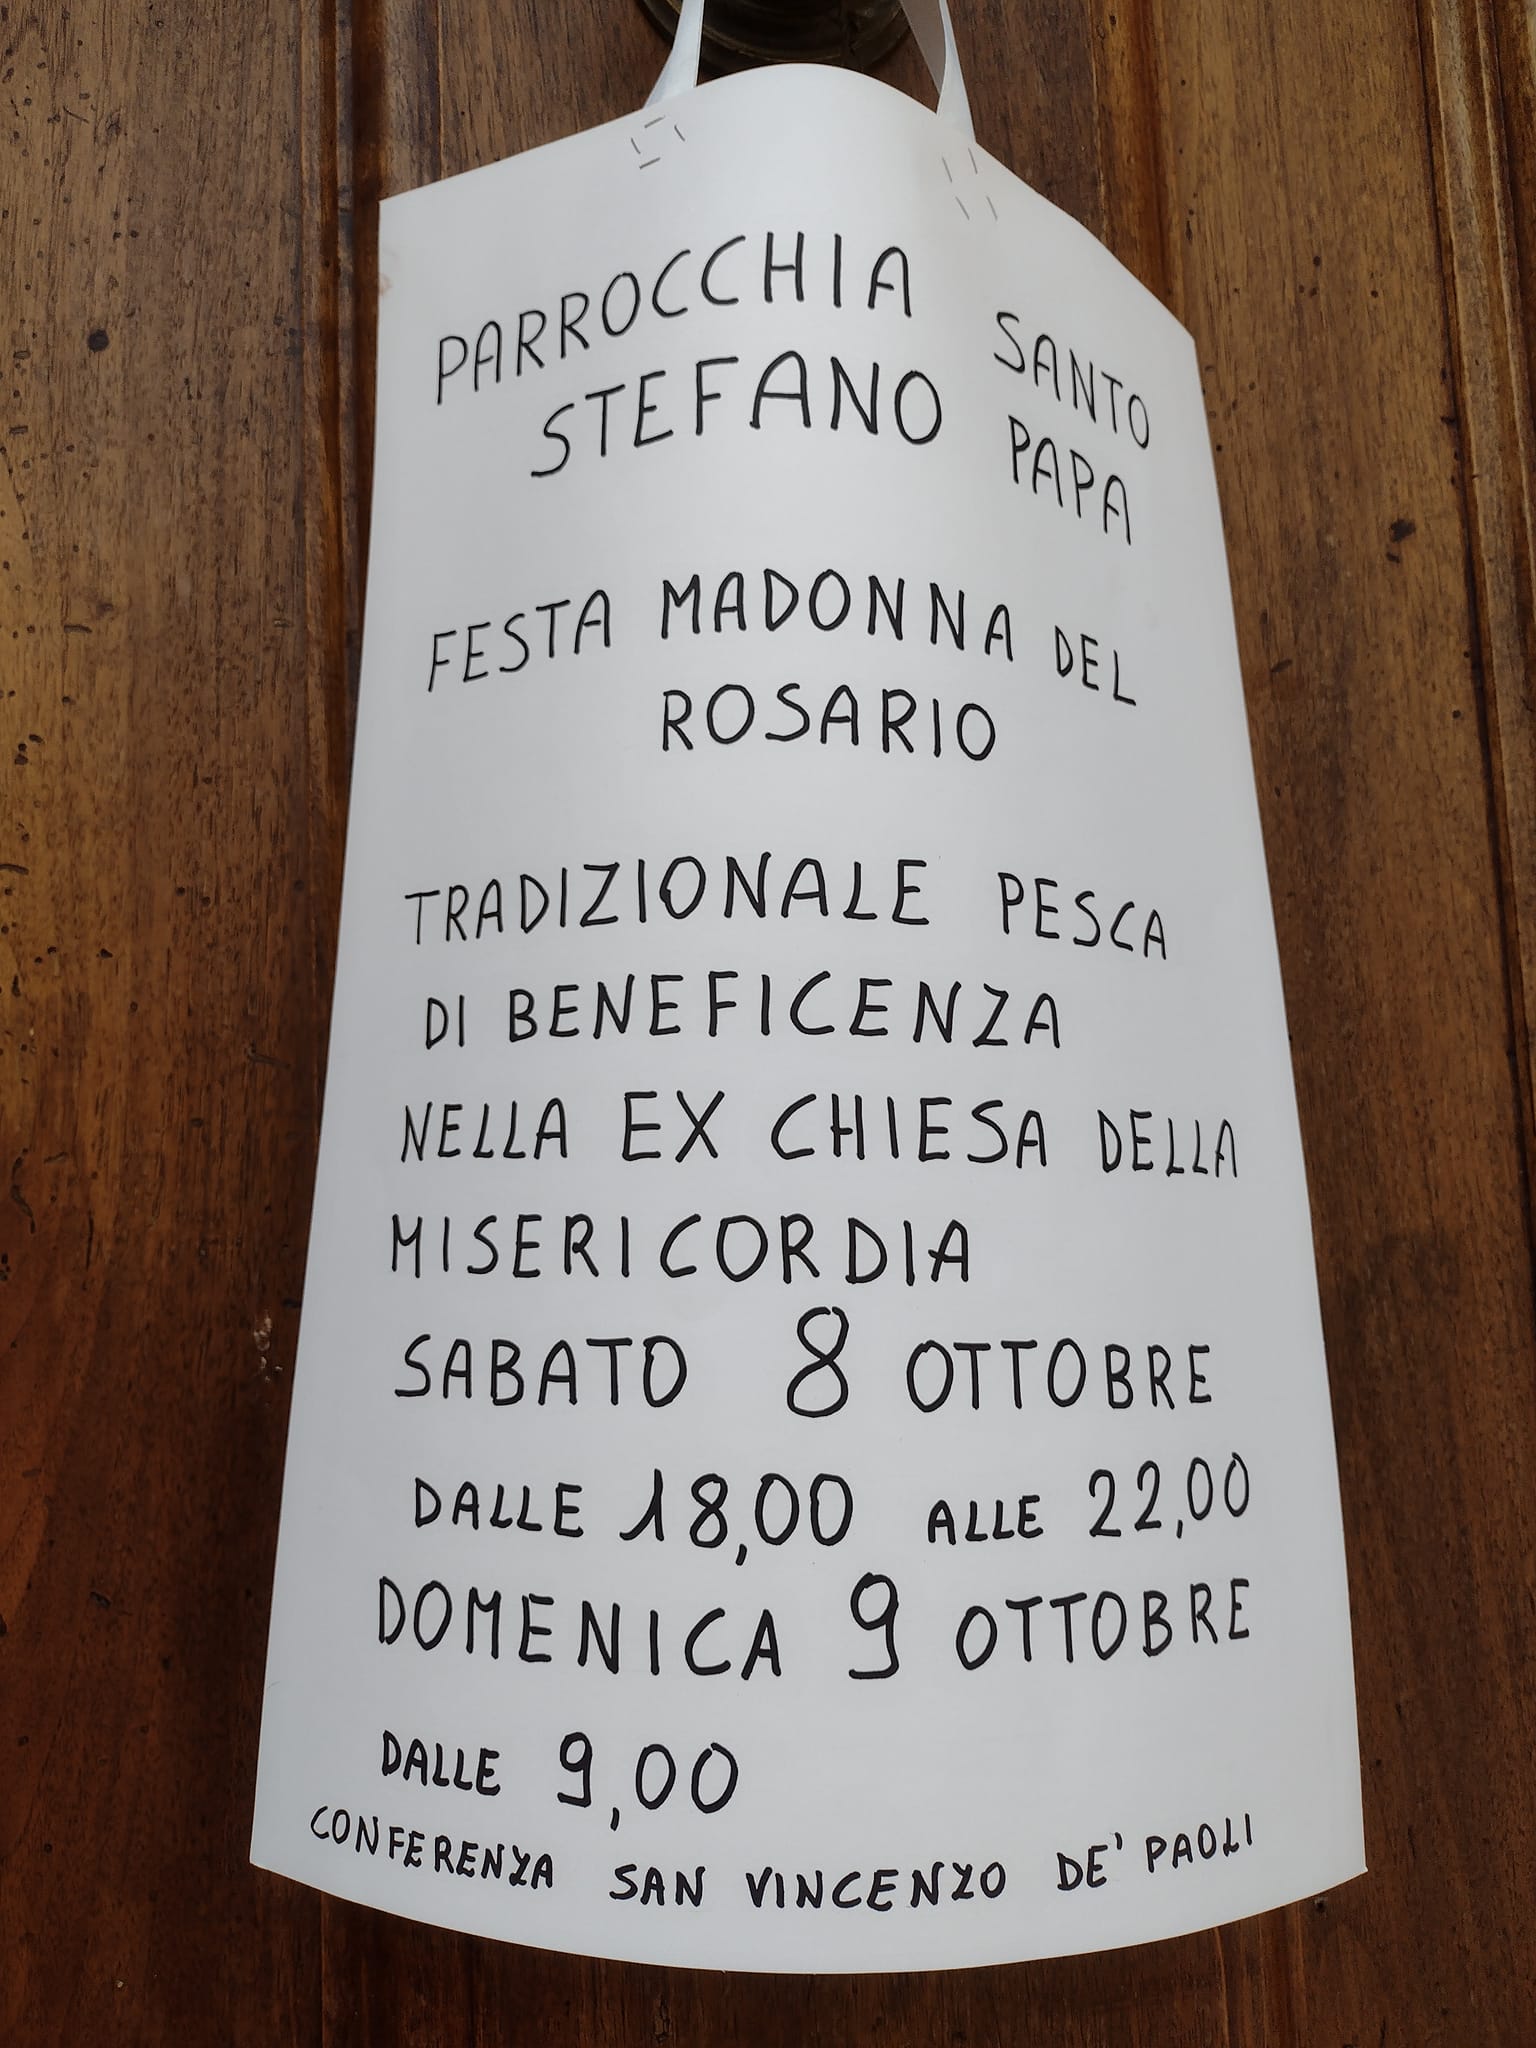 PARROCCHIA SANTO
STEFANO PAPA
FESTA MADONNA DEL
ROSARIO
TRADIZIONALE PESCA
DI BENEFICENZA
NELLA EX CHIESA DELLA
MISERICORDIA
SABATO 8 OTTOBRE
DALLE 18,00 ALLE 22,00
DOMENICA 9 OTTOBRE
DALLE 9,00
CONFERENZA SAN VINCENZO DE' PAOLI